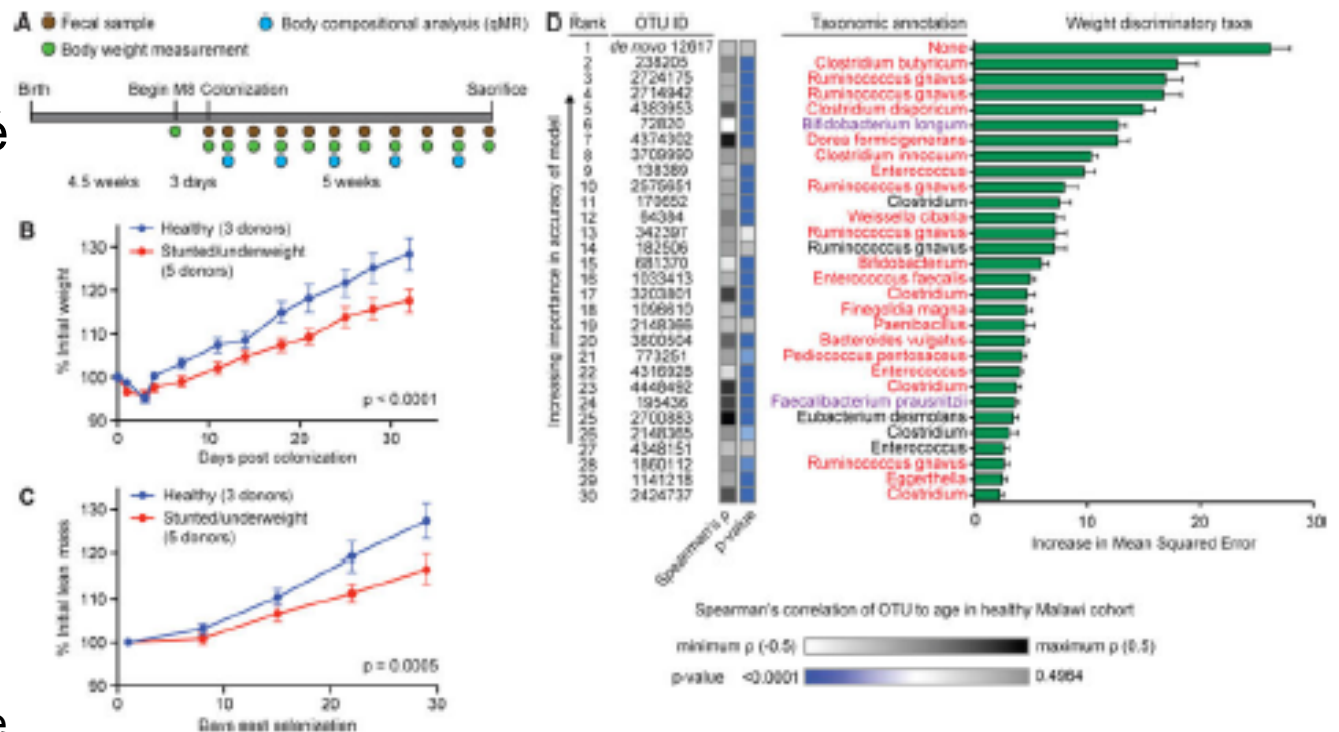 A
Fecal sample
Body compositional analysis (qMR)
Body weight measurement
Birth
Begin M8
Colonization
Sacrifice
4.5 weeks
3 days
5 weeks
B
Healthy (3 donors)
Stunted/underweight
(5 donors)
% Initial weight
130
120
110
100
90
p < 0.0001
0
10
20
30
Days post colonization
C
Healthy (3 donors)
Stunted/underweight
(5 donors)
% Initial lean mass
130
120
110
100
90
p = 0.0005
0
10
20
30
Days post colonization
D
Rank
OTU ID
Taxonomic annotation
Weight discriminatory taxa
Increasing importance in accuracy of model
1 de novo 12617 None
2 238205 Clostridium butyricum
3 2724175 Ruminococcus gnavus
4 2714942 Ruminococcus gnavus
5 4383953 Clostridium disporicum
6 72820 Bifidobacterium longum
7 4374302 Dorea formicigenerans
8 3709990 Clostridium innocuum
9 138389 Enterococcus
10 2575651 Ruminococcus gnavus
11 179652 Clostridium
12 94384 Weissella cibaria
13 342397 Ruminococcus gnavus
14 182506 Ruminococcus gnavus
15 681370 Bifidobacterium
16 1033413 Enterococcus faecalis
17 3203801 Clostridium
18 1096610 Finegoldia magna
19 2148366 Paenibacillus
20 3800504 Bacteroides vulgatus
21 773251 Pediococcus pentosaceus
22 4316928 Enterococcus
23 4448492 Clostridium
24 195436 Faecalibacterium prausnitzii
25 2700883 Eubacterium desmolans
26 2148365 Clostridium
27 4348151 Enterococcus
28 1860112 Ruminococcus gnavus
29 1141218 Eggerthella
30 2424737 Clostridium
Spearman's ρ
p-value
0
10
20
30
Increase in Mean Squared Error
Spearman's correlation of OTU to age in healthy Malawi cohort
minimum ρ (-0.5)
maximum ρ (0.5)
p-value
<0.0001
0.4984